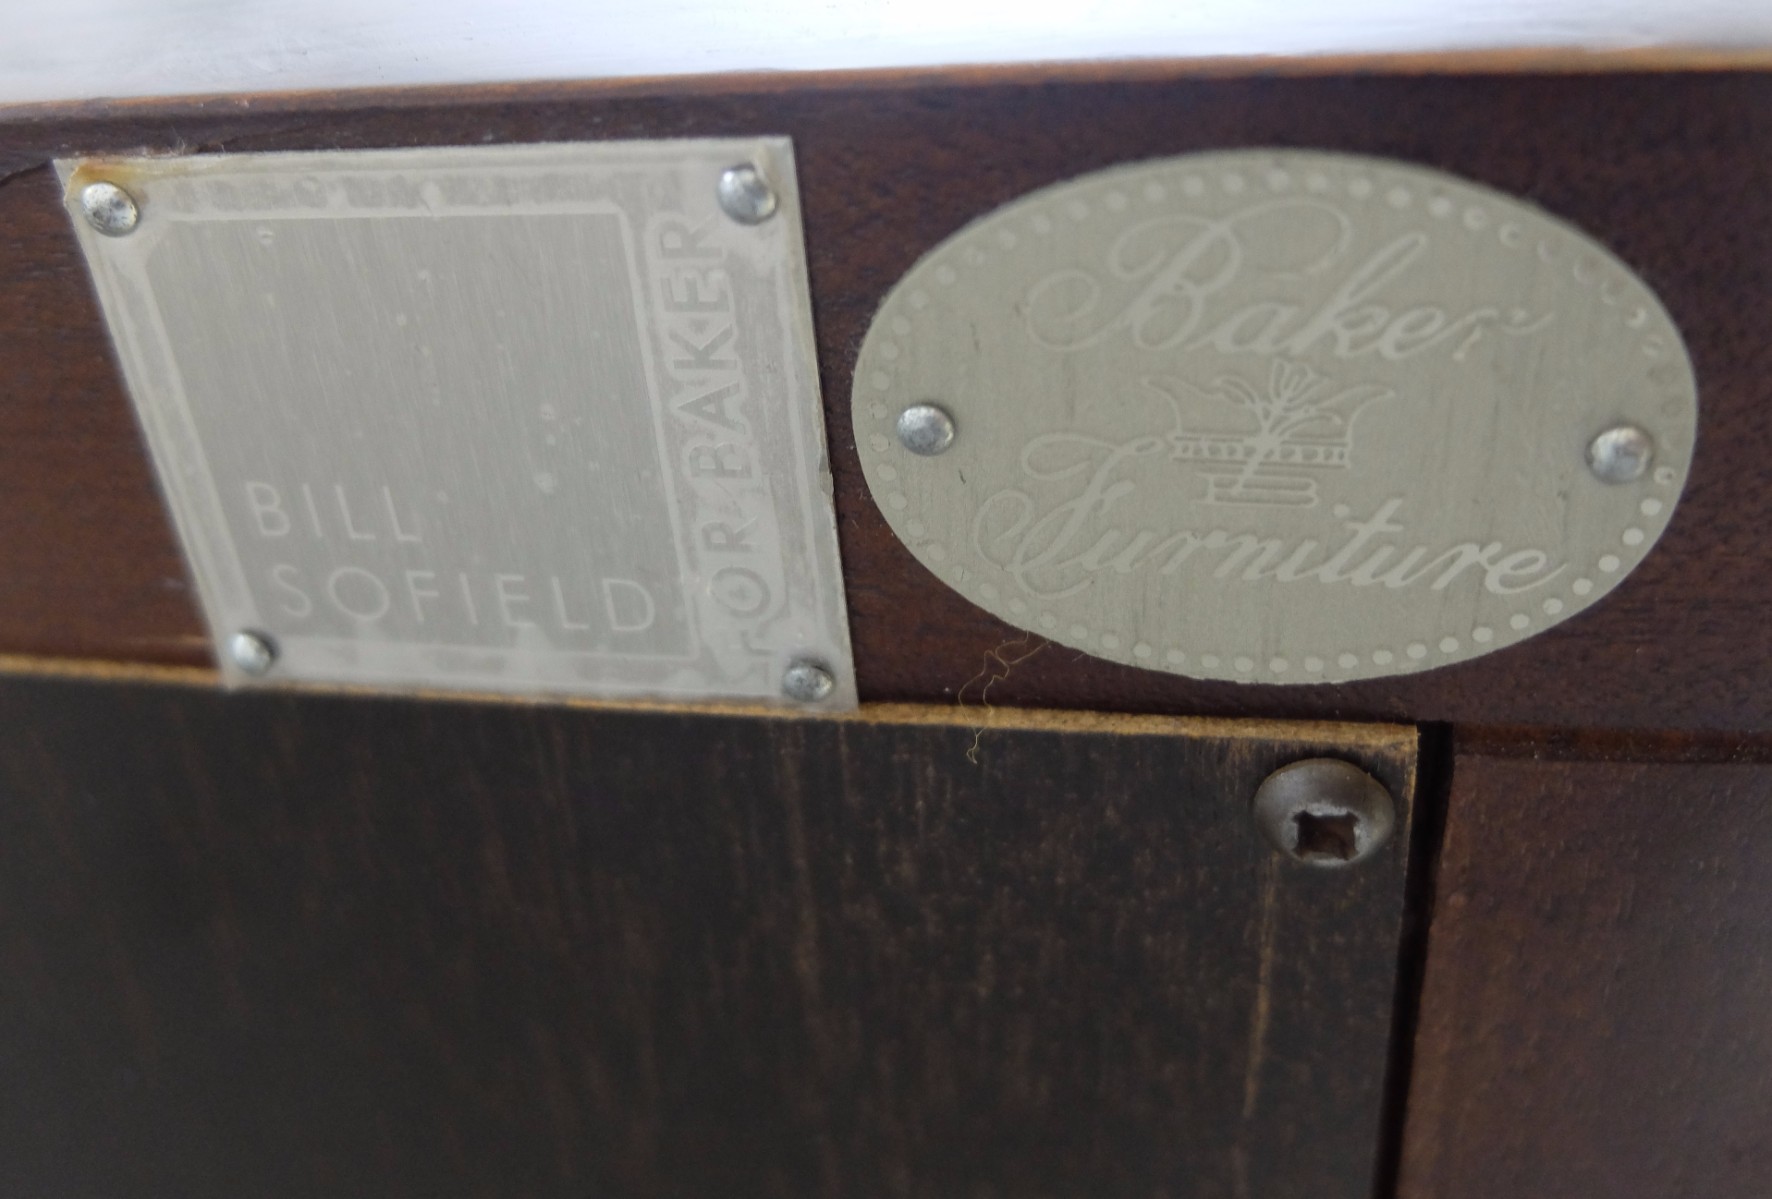 BILL
SOFIELD
FOR BAKER
Baker
Furniture